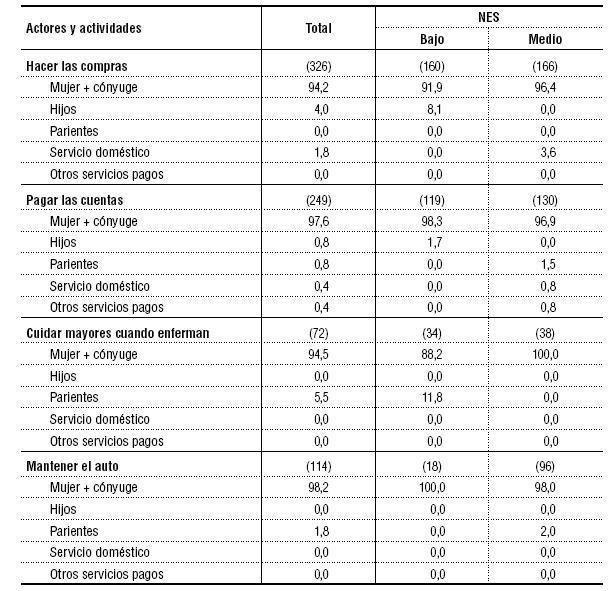 Actores y actividades Total NES
Bajo Medio
Hacer las compras (326) (160) (166)
Mujer + cónyuge 94,2 91,9 96,4
Hijos 4,0 8,1 0,0
Parientes 0,0 0,0 0,0
Servicio doméstico 1,8 0,0 3,6
Otros servicios pagos 0,0 0,0 0,0
Pagar las cuentas (249) (119) (130)
Mujer + cónyuge 97,6 98,3 96,9
Hijos 0,8 1,7 0,0
Parientes 0,8 0,0 1,5
Servicio doméstico 0,4 0,0 0,8
Otros servicios pagos 0,4 0,0 0,8
Cuidar mayores cuando enferman (72) (34) (38)
Mujer + cónyuge 94,5 88,2 100,0
Hijos 0,0 0,0 0,0
Parientes 5,5 11,8 0,0
Servicio doméstico 0,0 0,0 0,0
Otros servicios pagos 0,0 0,0 0,0
Mantener el auto (114) (18) (96)
Mujer + cónyuge 98,2 100,0 98,0
Hijos 0,0 0,0 0,0
Parientes 1,8 0,0 2,0
Servicio doméstico 0,0 0,0 0,0
Otros servicios pagos 0,0 0,0 0,0